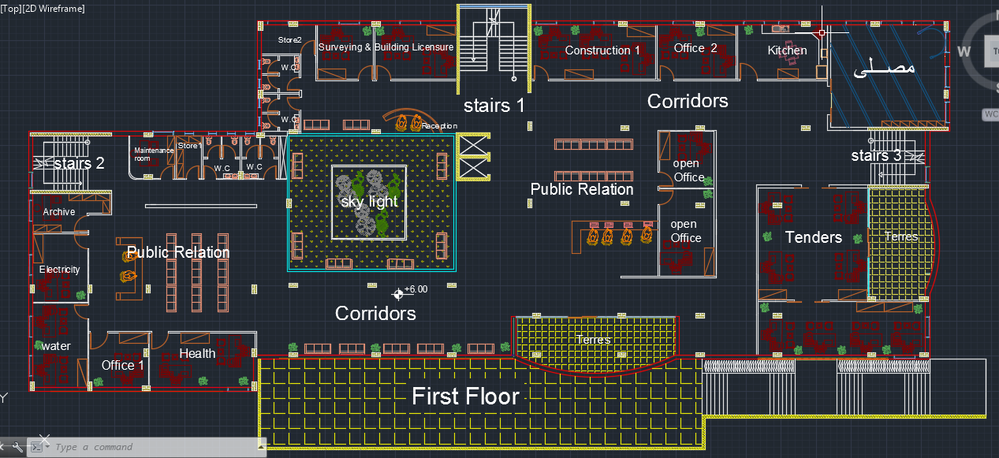 [Top][2D Wireframe]
Store2
Surveying & Building Licensure
W.C
W.C
stairs 1
Reception
Construction 1
Office 2
Kitchen
مصلى
Corridors
W
WC
stairs 2
Maintenance
room
Store
W.C
W.C
sky light
Public Relation
open
Office
open
Office
stairs 3
Tenders
Terres
Archive
Electricity
water
Public Relation
Office 1
Health
+6.00
Corridors
Terres
First Floor
Y
Type a command